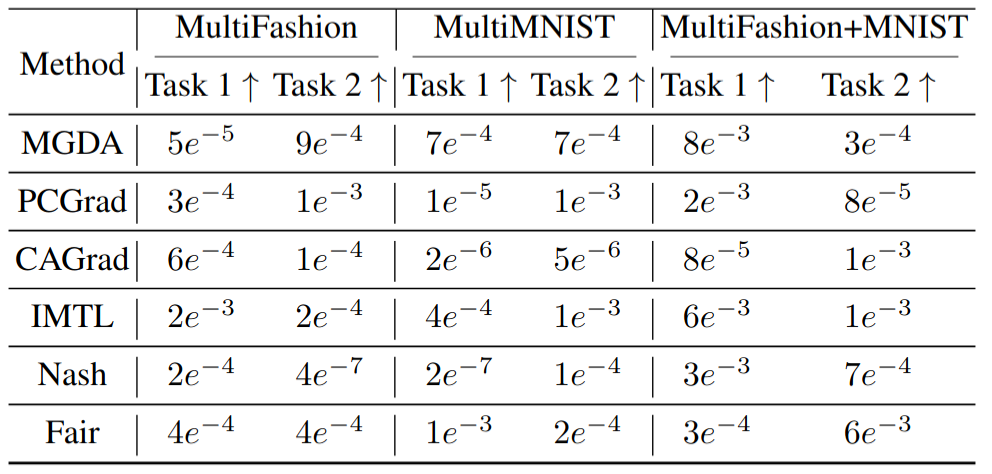 Method MultiFashion MultiMNIST MultiFashion+MNIST
Task 1 ↑ Task 2 ↑ Task 1 ↑ Task 2 ↑ Task 1 ↑ Task 2 ↑
MGDA 5e⁻⁵ 9e⁻⁴ 7e⁻⁴ 7e⁻⁴ 8e⁻³ 3e⁻⁴
PCGrad 3e⁻⁴ 1e⁻³ 1e⁻⁵ 1e⁻³ 2e⁻³ 8e⁻⁵
CAGrad 6e⁻⁴ 1e⁻⁴ 2e⁻⁶ 5e⁻⁶ 8e⁻⁵ 1e⁻³
IMTL 2e⁻³ 2e⁻⁴ 4e⁻⁴ 1e⁻³ 6e⁻³ 1e⁻³
Nash 2e⁻⁴ 4e⁻⁷ 2e⁻⁷ 1e⁻⁴ 3e⁻³ 7e⁻⁴
Fair 4e⁻⁴ 4e⁻⁴ 1e⁻³ 2e⁻⁴ 3e⁻⁴ 6e⁻³